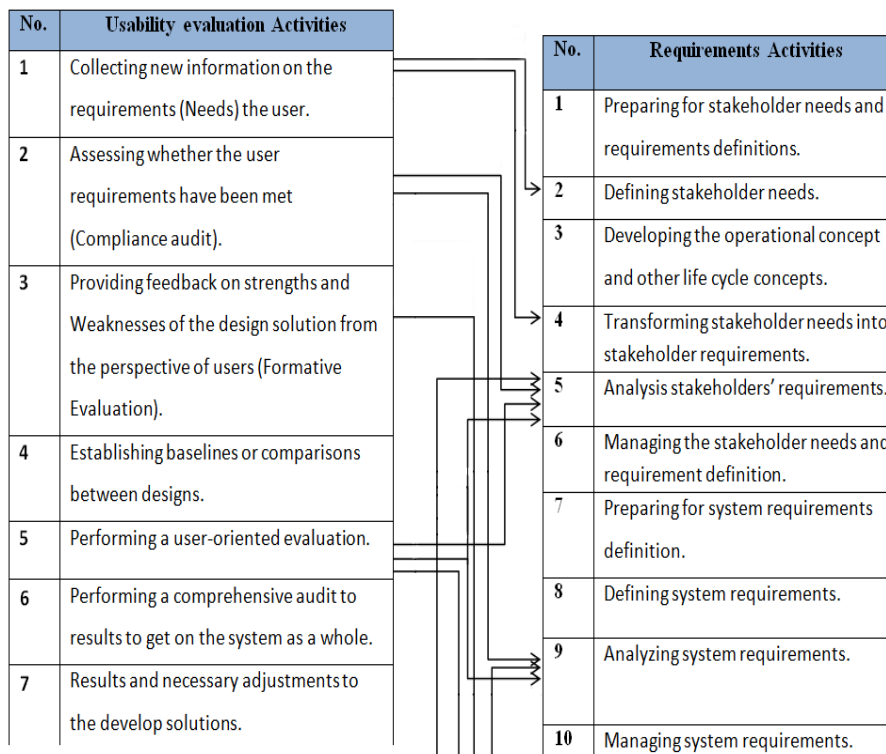 No. Usability evaluation Activities
1 Collecting new information on the
requirements (Needs) the user.
2 Assessing whether the user
requirements have been met
(Compliance audit).
3 Providing feedback on strengths and
Weaknesses of the design solution from
the perspective of users (Formative
Evaluation).
4 Establishing baselines or comparisons
between designs.
5 Performing a user-oriented evaluation.
6 Performing a comprehensive audit to
results to get on the system as a whole.
7 Results and necessary adjustments to
the develop solutions.
No. Requirements Activities
1 Preparing for stakeholder needs and
requirements definitions.
2 Defining stakeholder needs.
3 Developing the operational concept
and other life cycle concepts.
4 Transforming stakeholder needs into
stakeholder requirements.
5 Analysis stakeholders' requirements.
6 Managing the stakeholder needs and
requirement definition.
7 Preparing for system requirements
definition.
8 Defining system requirements.
9 Analyzing system requirements.
10 Managing system requirements.